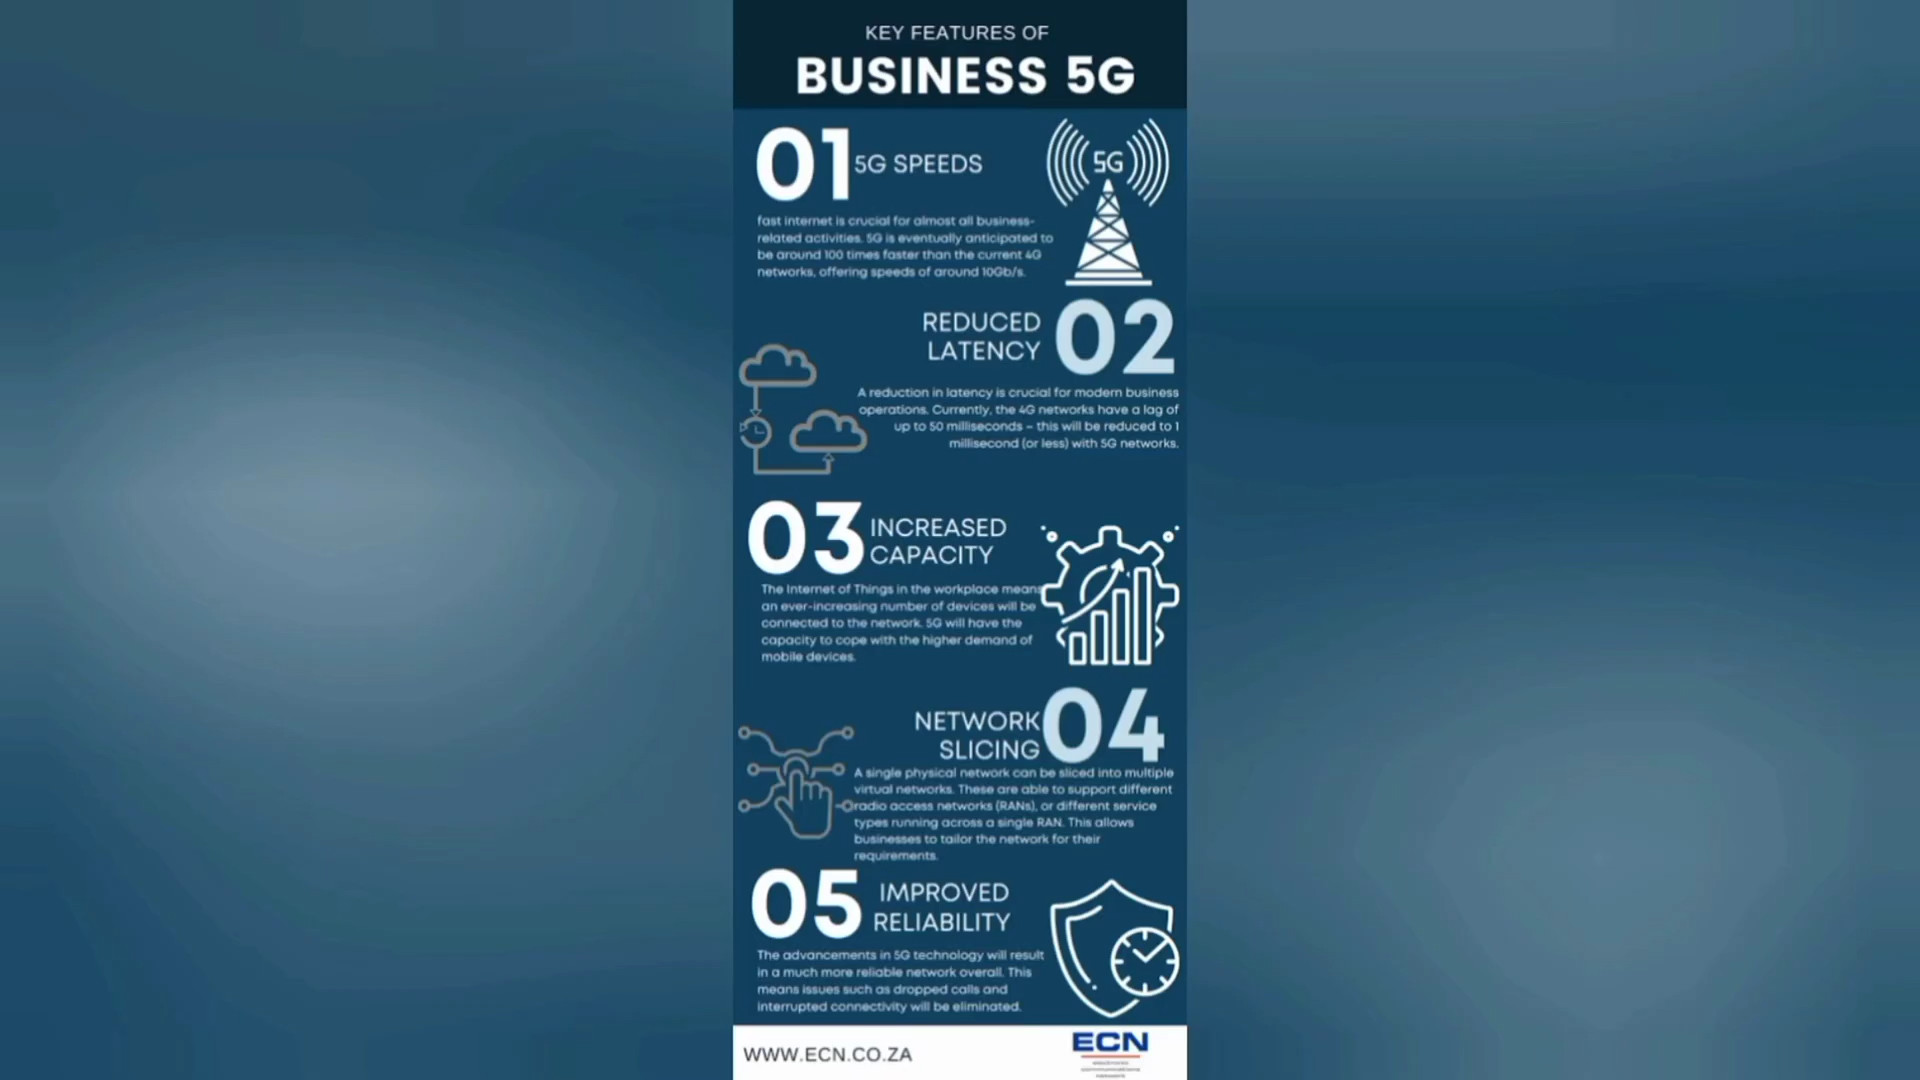 KEY FEATURES OF
BUSINESS 5G
01 5G SPEEDS
5G
fast internet is crucial for almost all business-
related activities. 5G is eventually anticipated to
be around 100 times faster than the current 4G
networks, offering speeds of around 10Gb/s.
REDUCED
LATENCY
02
A reduction in latency is crucial for modern business
operations. Currently, the 4G networks have a lag of
up to 50 milliseconds – this will be reduced to 1
millisecond (or less) with 5G networks.
03
INCREASED
CAPACITY
The Internet of Things in the workplace means
an ever-increasing number of devices will be
connected to the network. 5G will have the
capacity to cope with the higher demand of
mobile devices.
NETWORK
SLICING
04
A single physical network can be sliced into multiple
virtual networks. These are able to support different
radio access networks (RANs), or different service
types running across a single RAN. This allows
businesses to tailor the network for their
requirements.
05
IMPROVED
RELIABILITY
The advancements in 5G technology will result
in a much more reliable network overall. This
means issues such as dropped calls and
interrupted connectivity will be eliminated.
WWW.ECN.CO.ZA
ECN